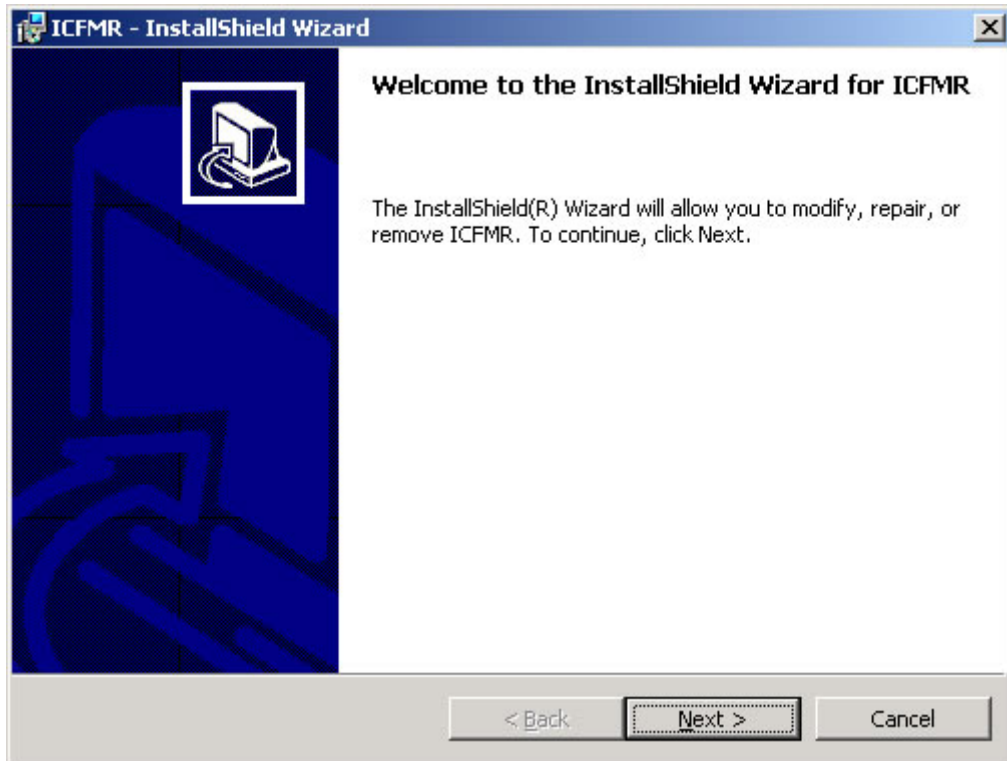 ICFMR - InstallShield Wizard
Welcome to the InstallShield Wizard for ICFMR
The InstallShield(R) Wizard will allow you to modify, repair, or
remove ICFMR. To continue, click Next.
< Back
Next >
Cancel